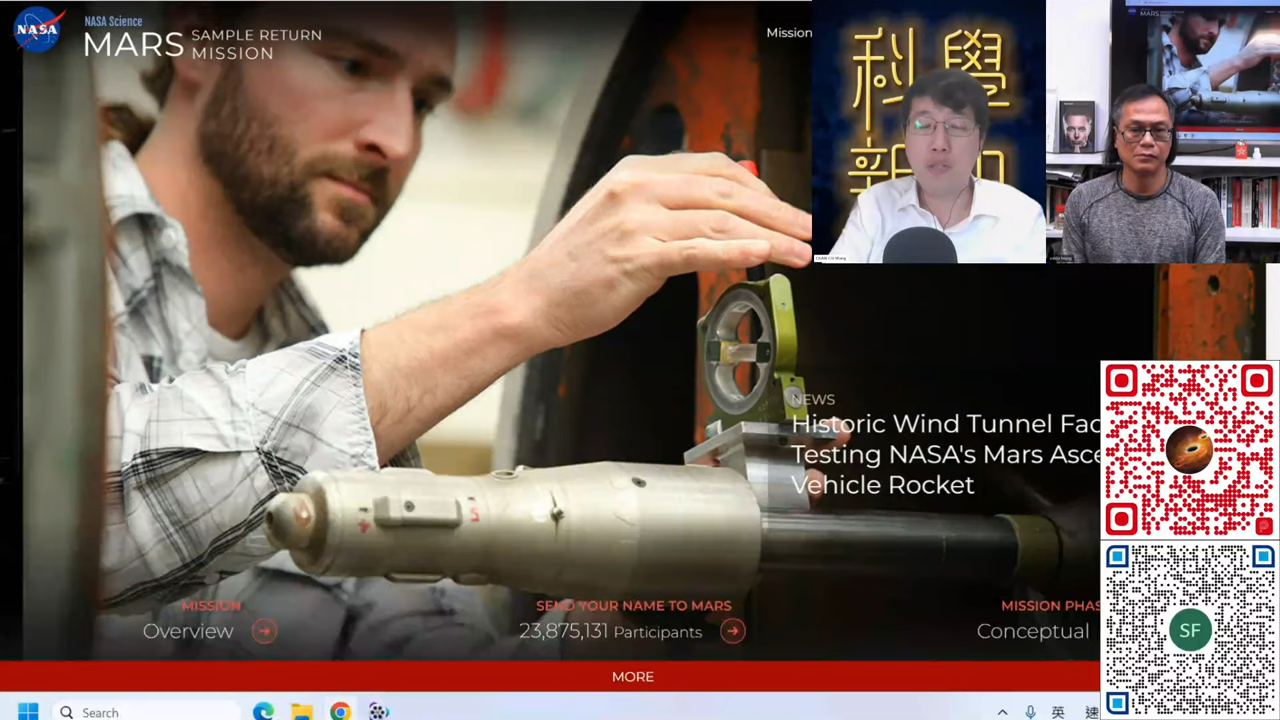 NASA
NASA Science
MARS
SAMPLE RETURN
MISSION
Mission
科學
新知
NEWS
Historic Wind Tunnel Fac
Testing NASA's Mars Asce
Vehicle Rocket
MISSION
Overview
SEND YOUR NAME TO MARS
23,875,131 Participants
MISSION PHAS
Conceptual
SF
MORE
Search
英
速